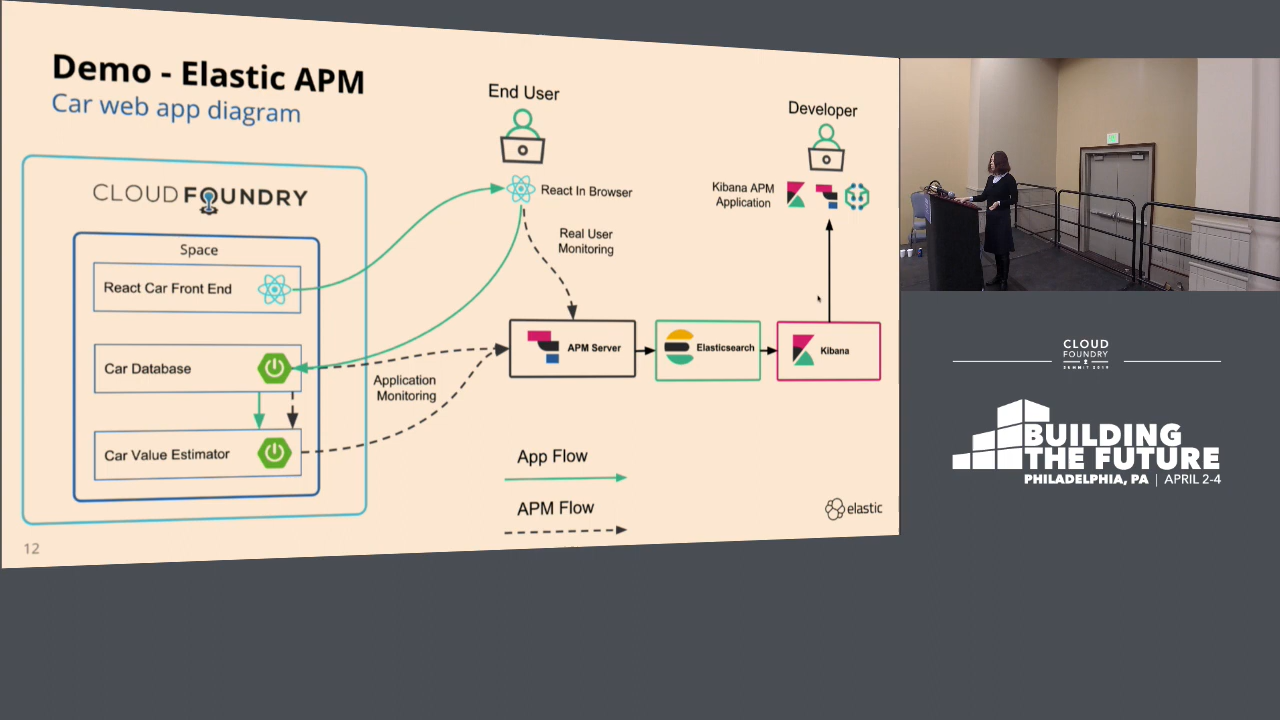 Demo - Elastic APM
Car web app diagram
CLOUD FOUNDRY
Space
React Car Front End
Car Database
Car Value Estimator
End User
React In Browser
Real User
Monitoring
Application
Monitoring
APM Server
Elasticsearch
Kibana
Developer
Kibana APM
Application
App Flow
APM Flow
elastic
12
CLOUD
FOUNDRY
SUMMIT 2019
BUILDING
THE FUTURE
PHILADELPHIA, PA | APRIL 2-4